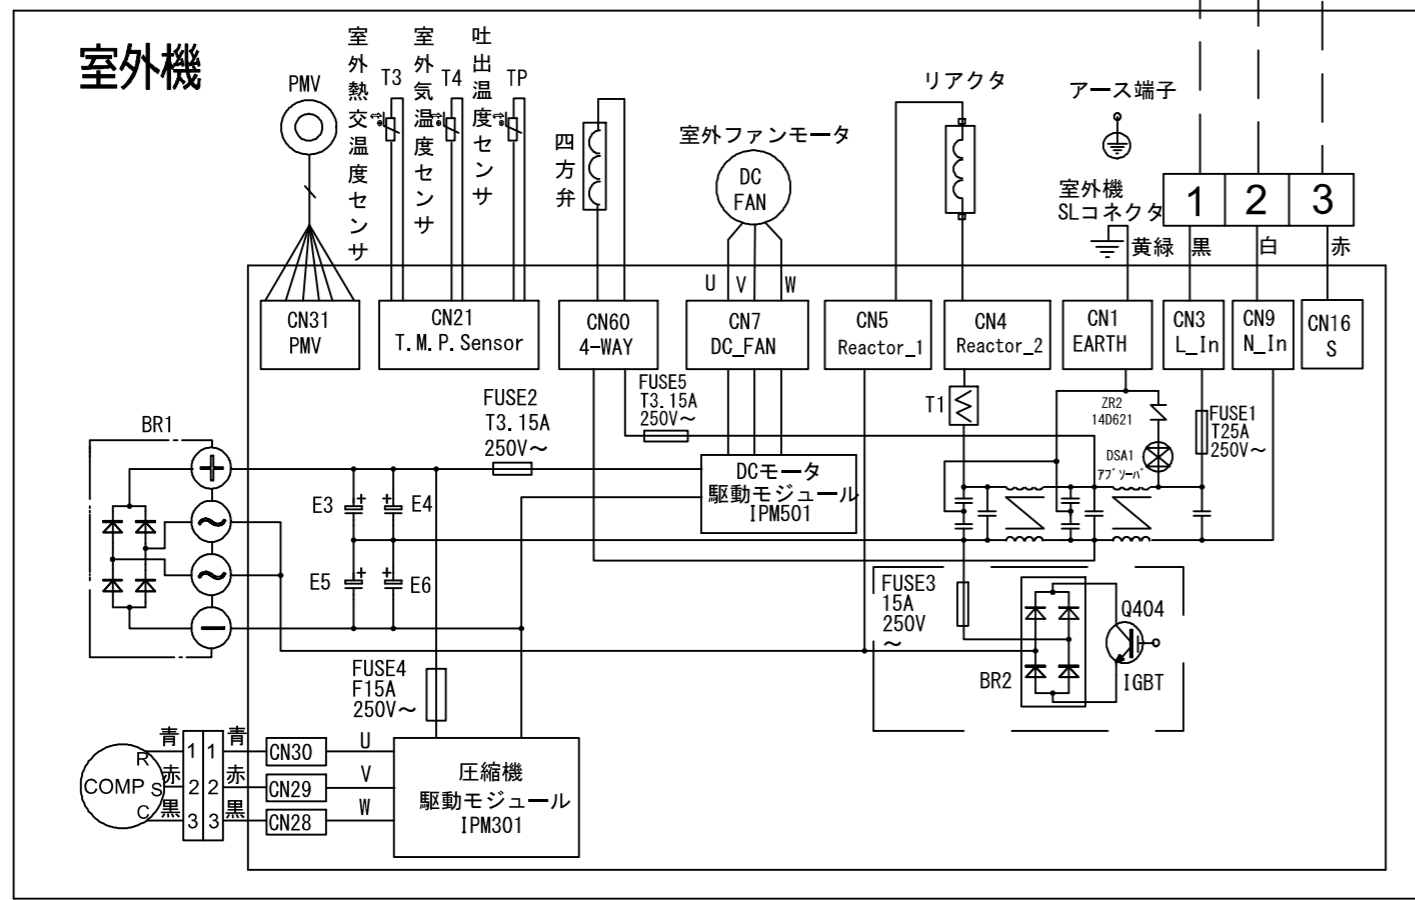 室外機
PMV
室外熱交温度センサ
T3
室外気温度センサ
T4
吐出温度センサ
TP
四方弁
室外ファンモータ
DC
FAN
リアクタ
アース端子
室外機
SLコネクタ
1 2 3
黄緑 黒 白 赤
U V W
CN31
PMV
CN21
T.M.P.Sensor
CN60
4-WAY
CN7
DC_FAN
CN5
Reactor_1
CN4
Reactor_2
CN1
EARTH
CN3
L_In
CN9
N_In
CN16
S
BR1
FUSE2
T3.15A
250V～
FUSE5
T3.15A
250V～
T1
ZR2
14D621
DSA1
アブソーバ
FUSE1
T25A
250V～
E3
E4
E5
E6
DCモータ
駆動モジュール
IPM501
FUSE3
15A
250V
～
BR2
Q404
IGBT
FUSE4
F15A
250V～
COMP
R
S
C
青 1 1 青 CN30 U
赤 2 2 赤 CN29 V
黒 3 3 黒 CN28 W
圧縮機
駆動モジュール
IPM301